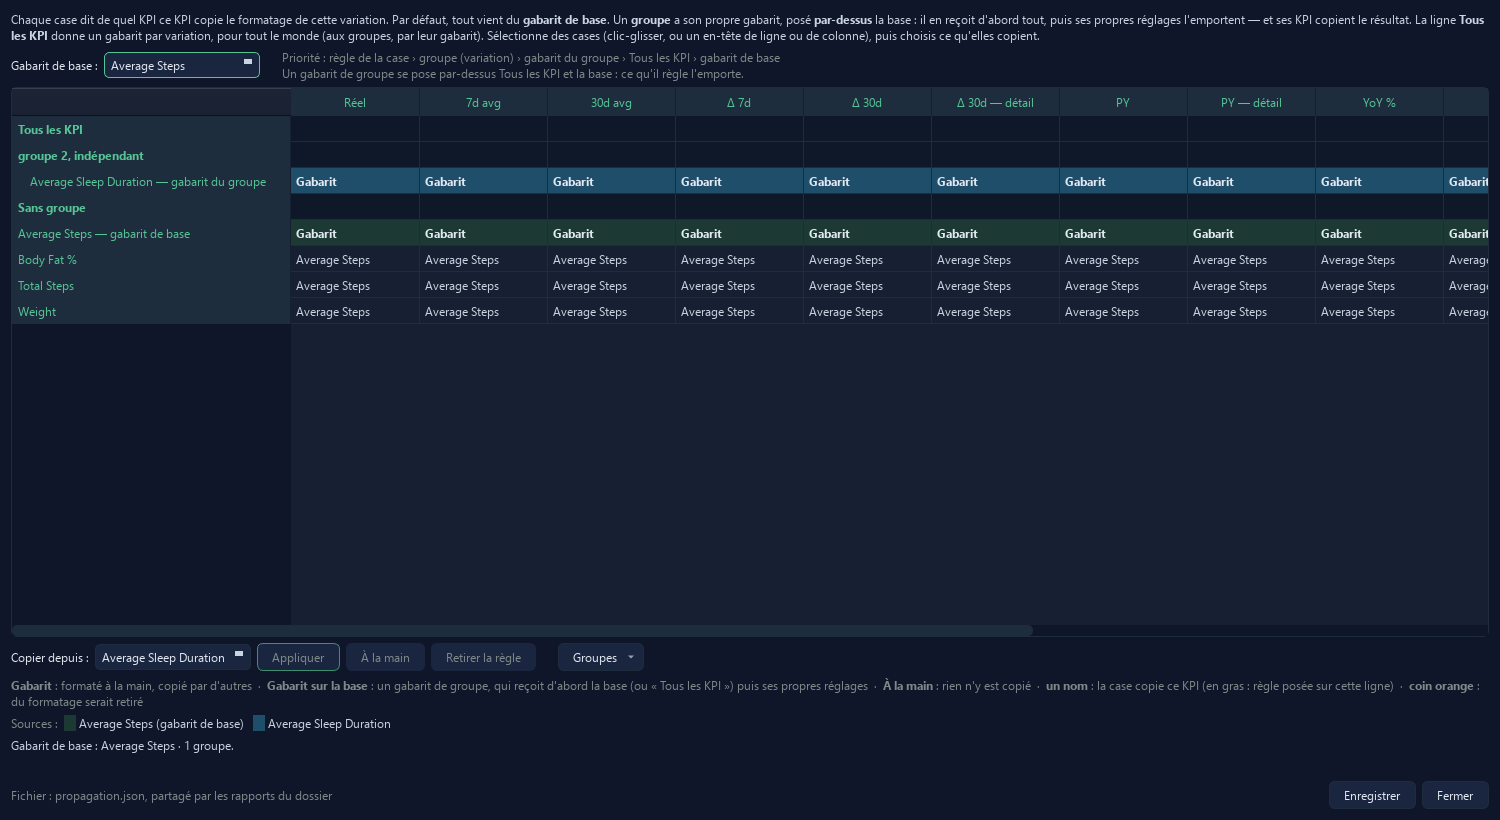 Chaque case dit de quel KPI ce KPI copie le formatage de cette variation. Par défaut, tout vient du gabarit de base. Un groupe a son propre gabarit, posé par-dessus la base : il en reçoit d'abord tout, puis ses propres réglages l'emportent — et ses KPI copient le résultat. La ligne Tous
les KPI donne un gabarit par variation, pour tout le monde (aux groupes, par leur gabarit). Sélectionne des cases (clic-glisser, ou un en-tête de ligne ou de colonne), puis choisis ce qu'elles copient.
Gabarit de base : Average Steps
Priorité : règle de la case › groupe (variation) › gabarit du groupe › Tous les KPI › gabarit de base
Un gabarit de groupe se pose par-dessus Tous les KPI et la base : ce qu'il règle l'emporte.
Réel 7d avg 30d avg Δ 7d Δ 30d Δ 30d — détail PY PY — détail YoY %
Tous les KPI
groupe 2, indépendant
Average Sleep Duration — gabarit du groupe Gabarit Gabarit Gabarit Gabarit Gabarit Gabarit Gabarit Gabarit Gabarit Gabarit
Sans groupe
Average Steps — gabarit de base Gabarit Gabarit Gabarit Gabarit Gabarit Gabarit Gabarit Gabarit Gabarit Gabarit
Body Fat % Average Steps Average Steps Average Steps Average Steps Average Steps Average Steps Average Steps Average Steps Average Steps Average
Total Steps Average Steps Average Steps Average Steps Average Steps Average Steps Average Steps Average Steps Average Steps Average Steps Average
Weight Average Steps Average Steps Average Steps Average Steps Average Steps Average Steps Average Steps Average Steps Average Steps Average
Copier depuis : Average Sleep Duration Appliquer À la main Retirer la règle Groupes
Gabarit : formaté à la main, copié par d'autres · Gabarit sur la base : un gabarit de groupe, qui reçoit d'abord la base (ou « Tous les KPI ») puis ses propres réglages · À la main : rien n'y est copié · un nom : la case copie ce KPI (en gras : règle posée sur cette ligne) · coin orange :
du formatage serait retiré
Sources : Average Steps (gabarit de base) Average Sleep Duration
Gabarit de base : Average Steps · 1 groupe.
Fichier : propagation.json, partagé par les rapports du dossier Enregistrer Fermer